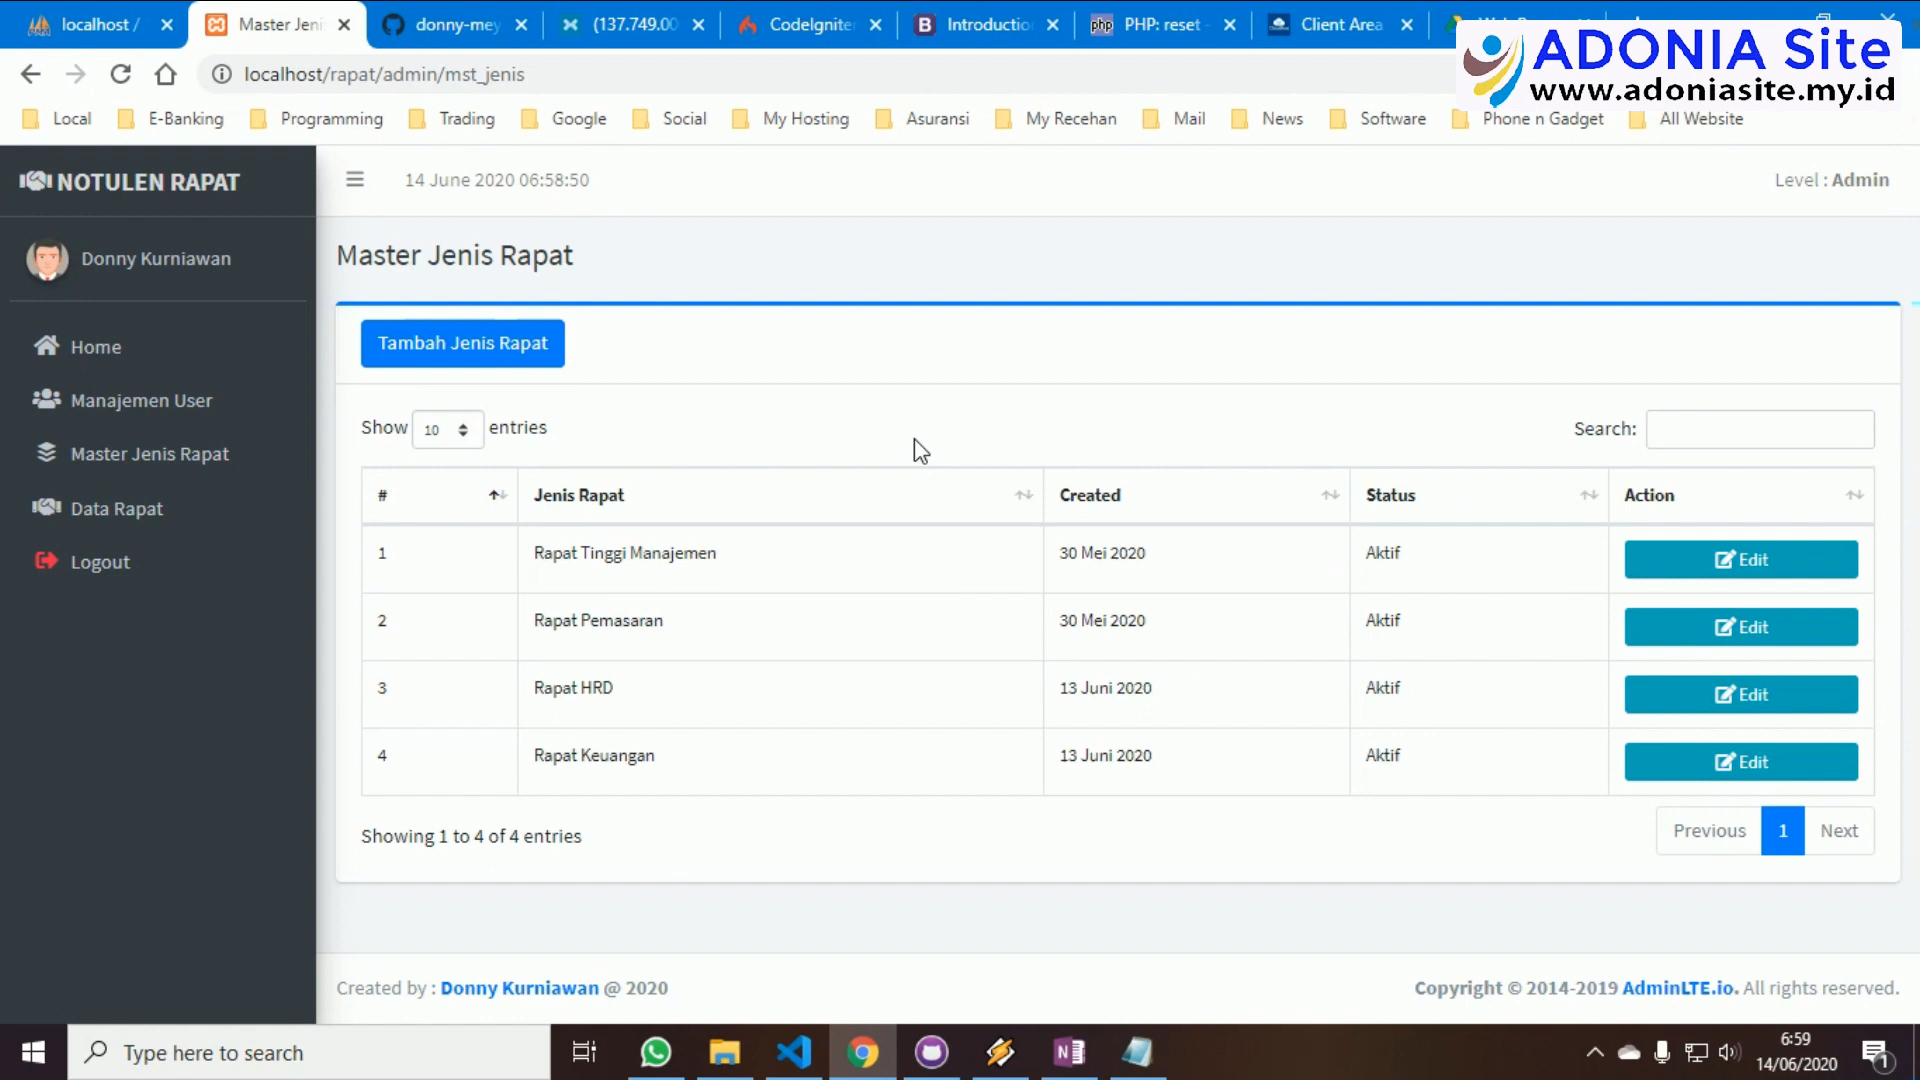 localhost /
Master Jeni
donny-mey
(137.749.00
CodeIgniter
Introductio
PHP: reset -
Client Area
ADONIA Site
www.adoniasite.my.id
localhost/rapat/admin/mst_jenis
Local
E-Banking
Programming
Trading
Google
Social
My Hosting
Asuransi
My Recehan
Mail
News
Software
Phone n Gadget
All Website
NOTULEN RAPAT
14 June 2020 06:58:50
Level : Admin
Donny Kurniawan
Home
Manajemen User
Master Jenis Rapat
Data Rapat
Logout
Master Jenis Rapat
Tambah Jenis Rapat
Show 10 entries
Search:
# Jenis Rapat Created Status Action
1 Rapat Tinggi Manajemen 30 Mei 2020 Aktif Edit
2 Rapat Pemasaran 30 Mei 2020 Aktif Edit
3 Rapat HRD 13 Juni 2020 Aktif Edit
4 Rapat Keuangan 13 Juni 2020 Aktif Edit
Showing 1 to 4 of 4 entries
Previous 1 Next
Created by : Donny Kurniawan @ 2020
Copyright © 2014-2019 AdminLTE.io. All rights reserved.
Type here to search
6:59
14/06/2020
1